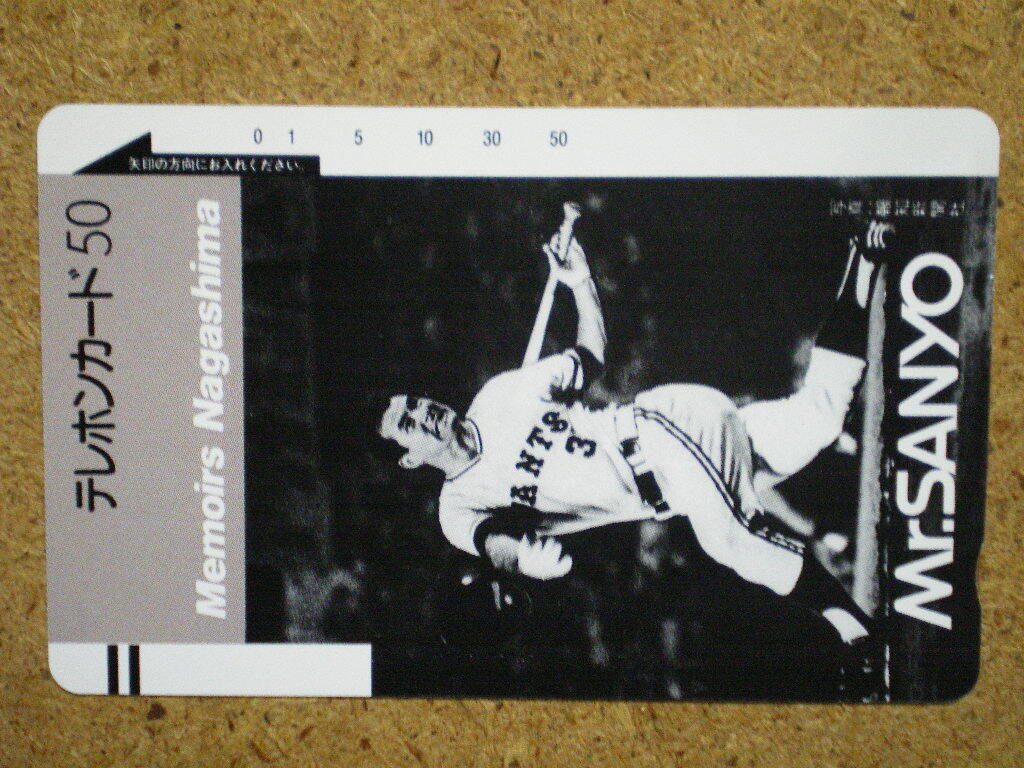 0 1 5 10 30 50
矢印の方向にお入れください。
テレホンカード50
Memoirs Nagashima
ANTS
3
Mr.SANYO